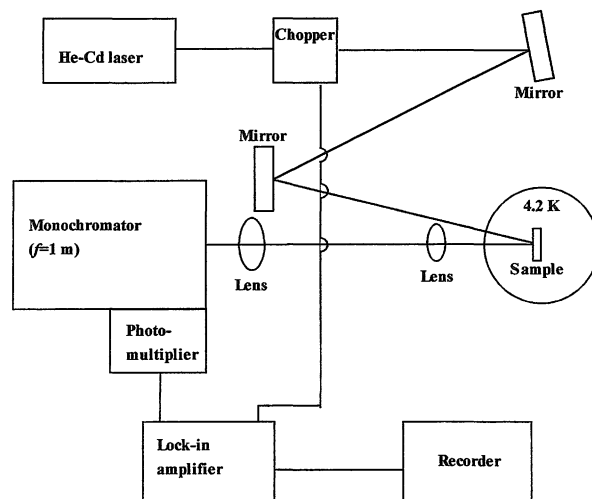 He-Cd laser
Chopper
Mirror
Mirror
Monochromator
(f=1 m)
Lens
Lens
4.2 K
Sample
Photo-
multiplier
Lock-in
amplifier
Recorder